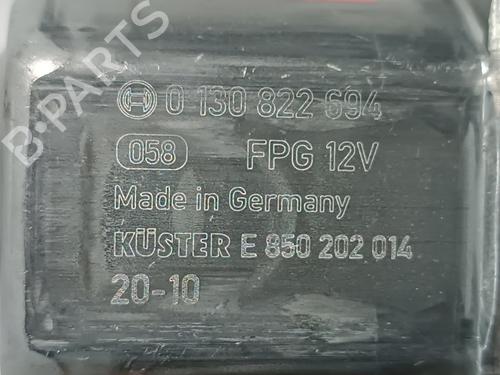 0 130 822 694
058 FPG 12V
Made in Germany
KÜSTER E 850 202 014
20-10
B-PARTS